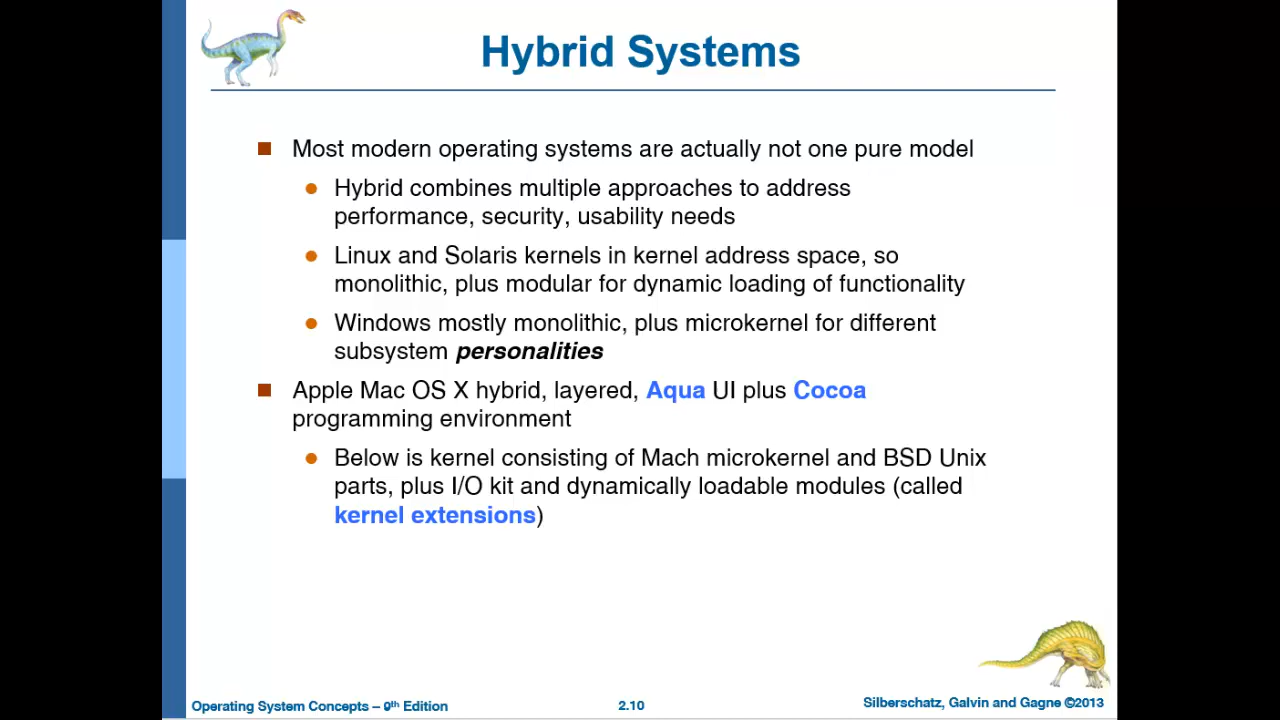 Hybrid Systems
Most modern operating systems are actually not one pure model
Hybrid combines multiple approaches to address
performance, security, usability needs
Linux and Solaris kernels in kernel address space, so
monolithic, plus modular for dynamic loading of functionality
Windows mostly monolithic, plus microkernel for different
subsystem personalities
Apple Mac OS X hybrid, layered, Aqua UI plus Cocoa
programming environment
Below is kernel consisting of Mach microkernel and BSD Unix
parts, plus I/O kit and dynamically loadable modules (called
kernel extensions)
Operating System Concepts – 9th Edition
2.10
Silberschatz, Galvin and Gagne ©2013